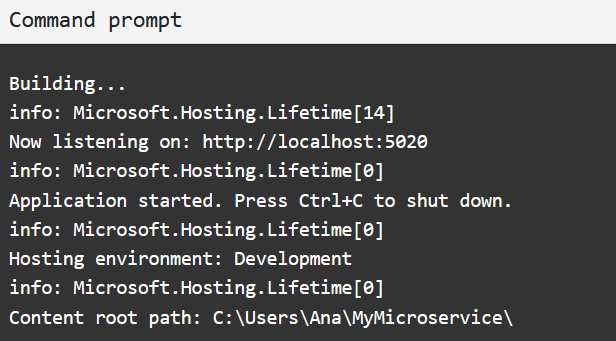 Command prompt
Building...
info: Microsoft.Hosting.Lifetime[14]
Now listening on: http://localhost:5020
info: Microsoft.Hosting.Lifetime[0]
Application started. Press Ctrl+C to shut down.
info: Microsoft.Hosting.Lifetime[0]
Hosting environment: Development
info: Microsoft.Hosting.Lifetime[0]
Content root path: C:\Users\Ana\MyMicroservice\